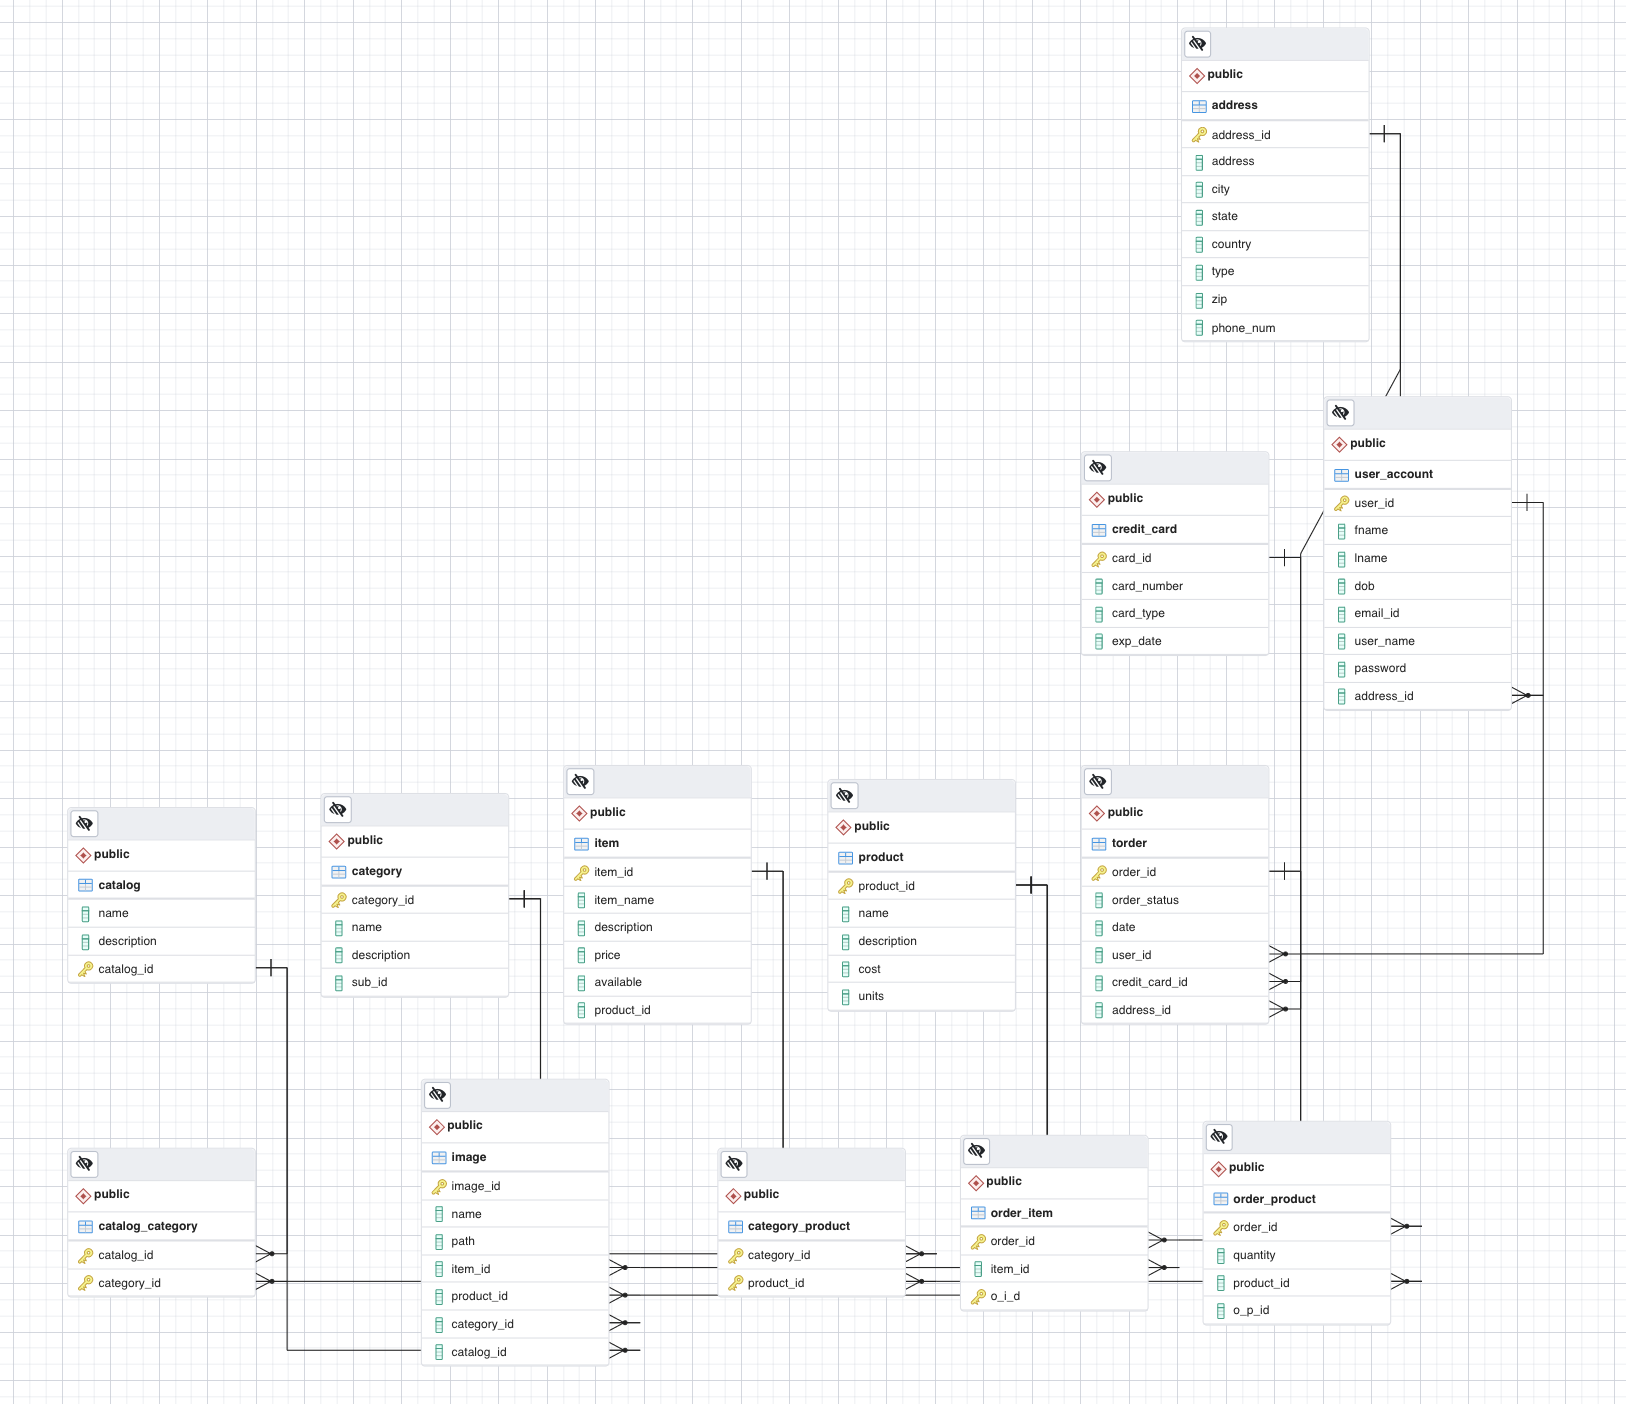 public
address
address_id
address
city
state
country
type
zip
phone_num
public
user_account
user_id
fname
lname
dob
email_id
user_name
password
address_id
public
credit_card
card_id
card_number
card_type
exp_date
public
catalog
name
description
catalog_id
public
category
category_id
name
description
sub_id
public
item
item_id
item_name
description
price
available
product_id
public
product
product_id
name
description
cost
units
public
torder
order_id
order_status
date
user_id
credit_card_id
address_id
public
catalog_category
catalog_id
category_id
public
image
image_id
name
path
item_id
product_id
category_id
catalog_id
public
category_product
category_id
product_id
public
order_item
order_id
item_id
o_i_d
public
order_product
order_id
quantity
product_id
o_p_id